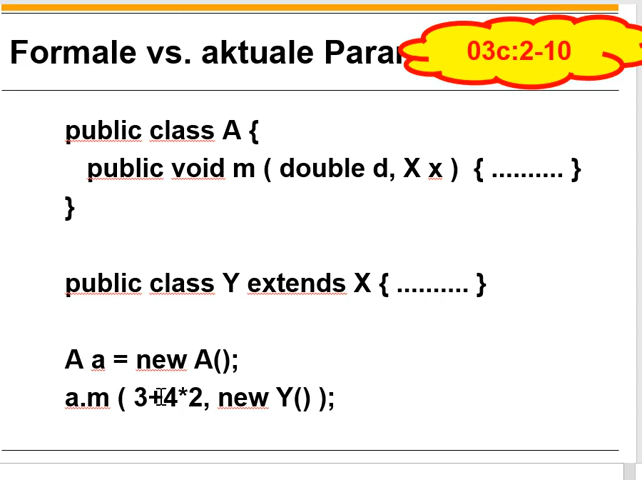 Formale vs. aktuale Para
03c:2-10
public class A {
public void m ( double d, X x ) { .......... }
}
public class Y extends X { .......... }
A a = new A();
a.m ( 3+4*2, new Y() );